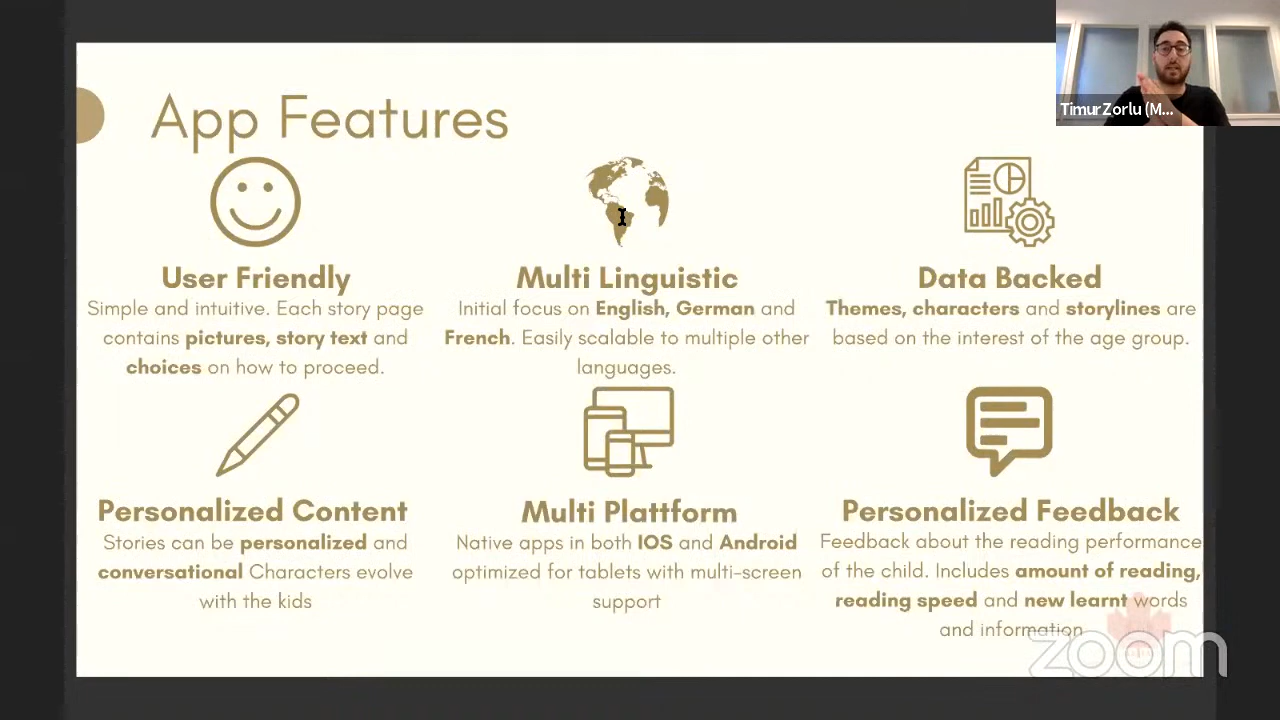 App Features
User Friendly
Simple and intuitive. Each story page
contains pictures, story text and
choices on how to proceed.
Multi Linguistic
Initial focus on English, German and
French. Easily scalable to multiple other
languages.
Data Backed
Themes, characters and storylines are
based on the interest of the age group.
Personalized Content
Stories can be personalized and
conversational Characters evolve
with the kids
Multi Plattform
Native apps in both IOS and Android
optimized for tablets with multi-screen
support
Personalized Feedback
Feedback about the reading performance
of the child. Includes amount of reading,
reading speed and new learnt words
and information
Timur Zorlu (M...
zoom